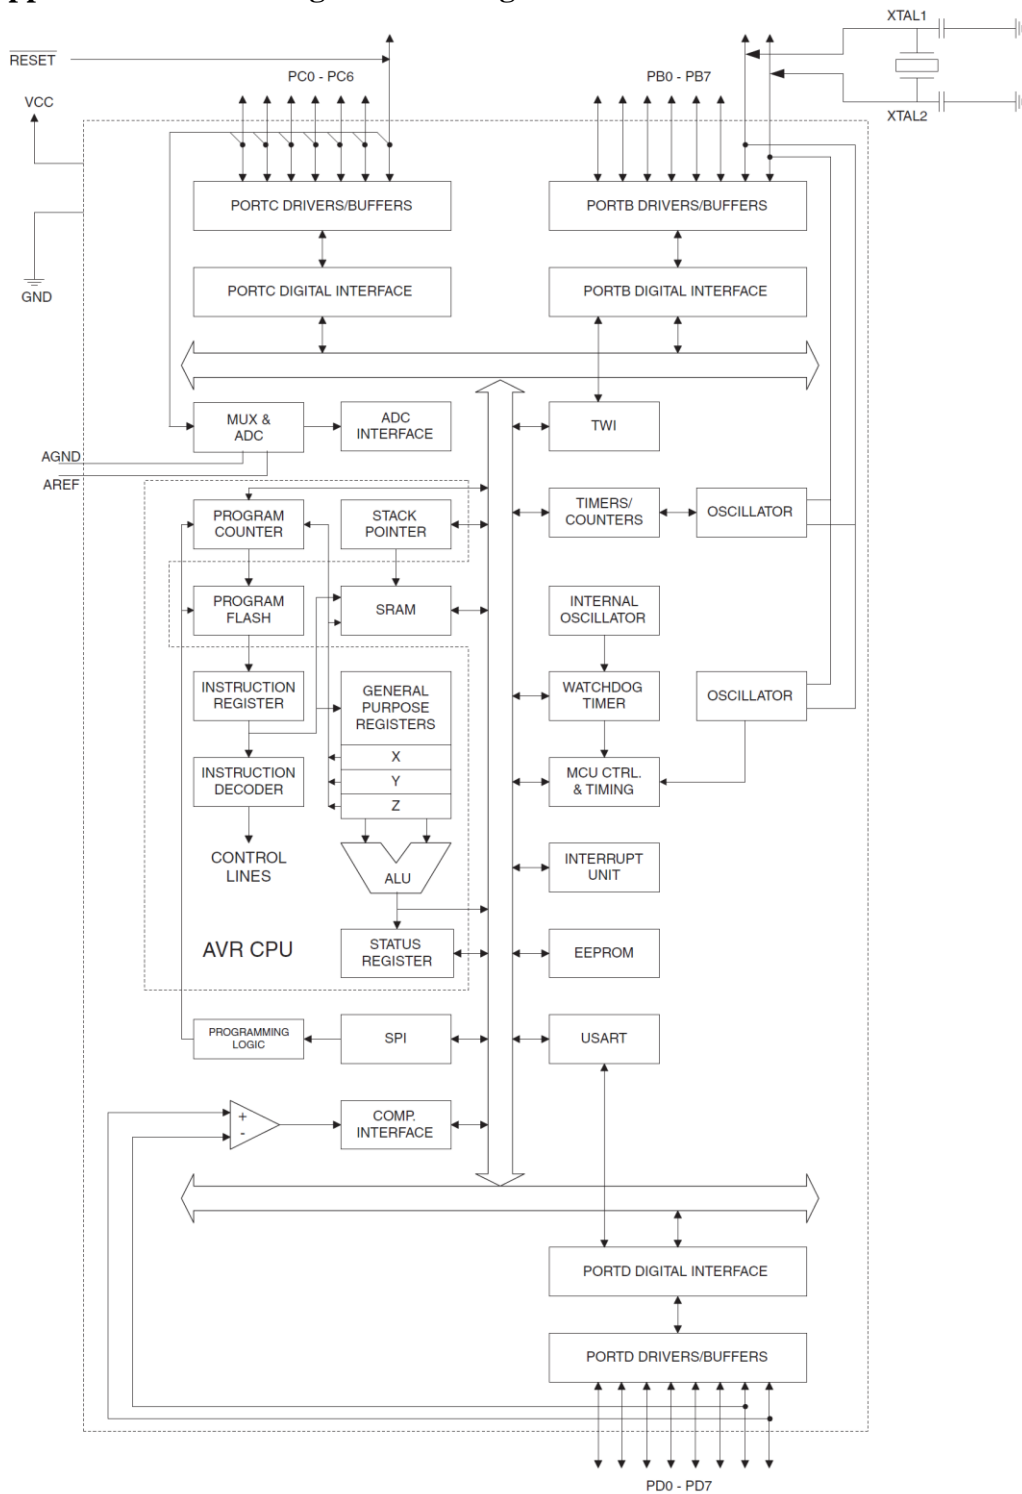 XTAL1
RESET
PC0 - PC6
PB0 - PB7
VCC
XTAL2
PORTC DRIVERS/BUFFERS
PORTB DRIVERS/BUFFERS
GND
PORTC DIGITAL INTERFACE
PORTB DIGITAL INTERFACE
MUX &
ADC
ADC
INTERFACE
TWI
AGND
AREF
PROGRAM
COUNTER
STACK
POINTER
TIMERS/
COUNTERS
OSCILLATOR
PROGRAM
FLASH
SRAM
INTERNAL
OSCILLATOR
INSTRUCTION
REGISTER
GENERAL
PURPOSE
REGISTERS
WATCHDOG
TIMER
OSCILLATOR
X
Y
Z
INSTRUCTION
DECODER
MCU CTRL.
& TIMING
CONTROL
LINES
ALU
INTERRUPT
UNIT
AVR CPU
STATUS
REGISTER
EEPROM
PROGRAMMING
LOGIC
SPI
USART
+
-
COMP.
INTERFACE
PORTD DIGITAL INTERFACE
PORTD DRIVERS/BUFFERS
PD0 - PD7